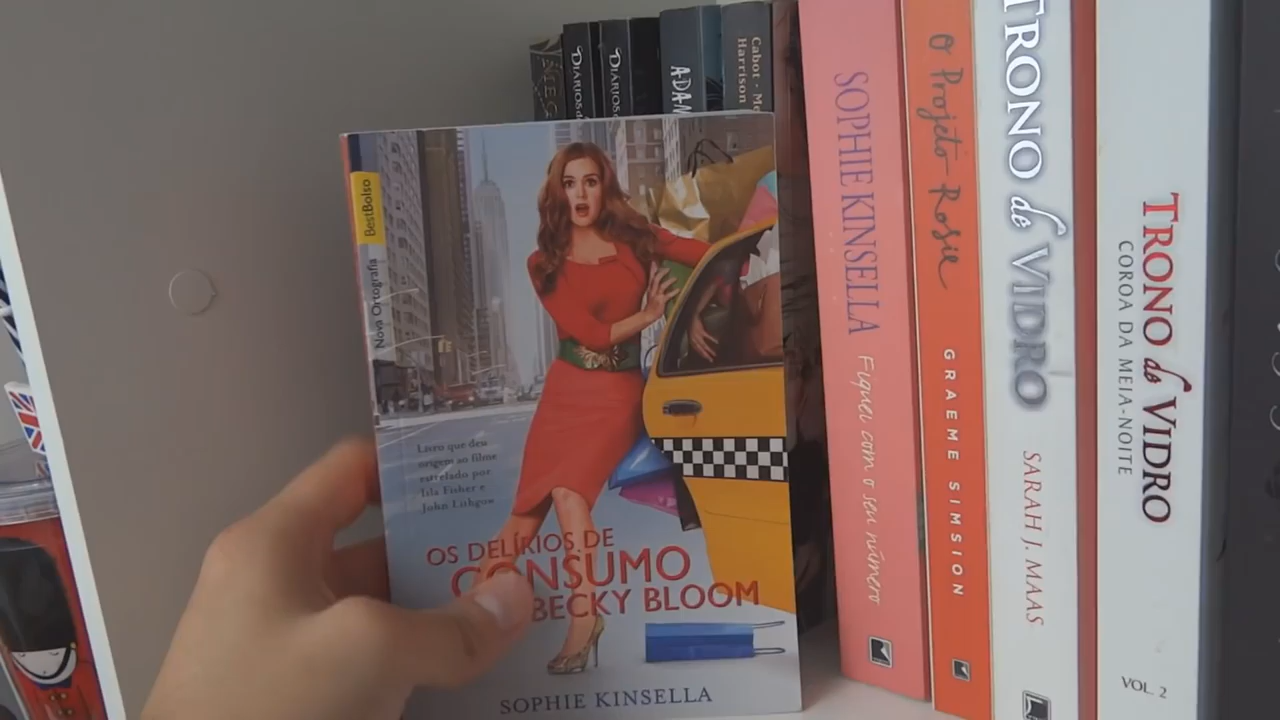 BestBolso
Nova Ortografia
Livro que deu
origem ao filme
estrelado por
Isla Fisher e
John Lithgow
OS DELÍRIOS DE
CONSUMO
BECKY BLOOM
SOPHIE KINSELLA
MEG
DIÁRIOS
DIÁRIOS
ADAM
Cabot • Me
Harrison
SOPHIE KINSELLA Fiquei com o seu número
O Projeto Rosie GRAEME SIMSION
TRONO de VIDRO SARAH J. MAAS
TRONO de VIDRO
COROA DA MEIA-NOITE
VOL. 2